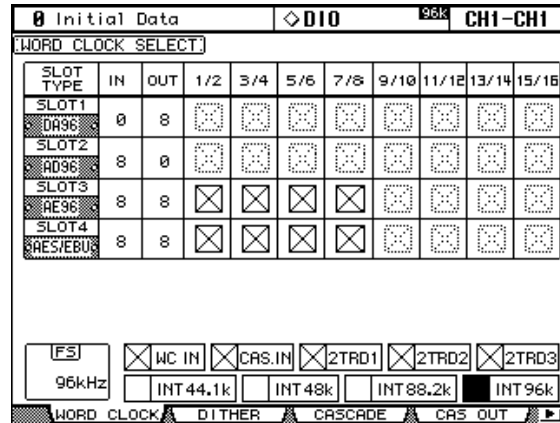 0 Initial Data ◇DIO 96k CH1-CH1
WORD CLOCK SELECT
SLOT TYPE IN OUT 1/2 3/4 5/6 7/8 9/10 11/12 13/14 15/16
SLOT1
DA96 0 8
SLOT2
AD96 8 0
SLOT3
AE96 8 8
SLOT4
AES/EBU 8 8
FS WC IN CAS.IN 2TRD1 2TRD2 2TRD3
96kHz INT44.1k INT48k INT88.2k INT96k
WORD CLOCK DITHER CASCADE CAS OUT